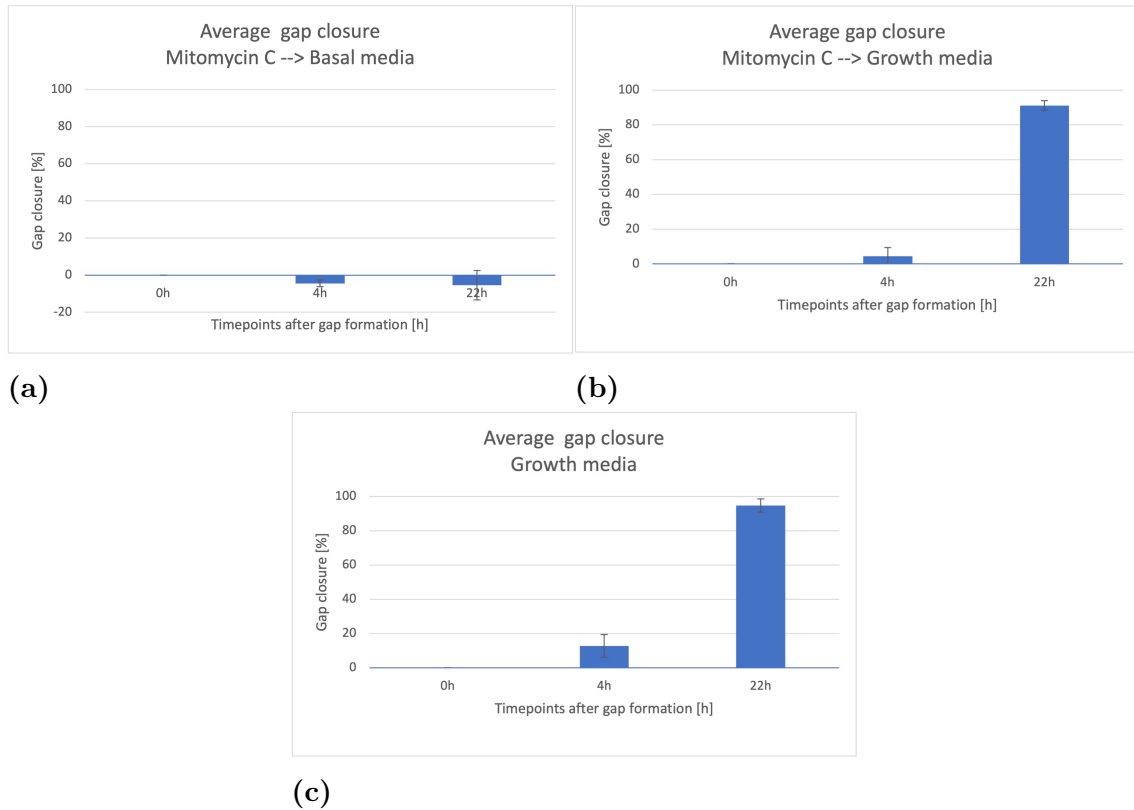 Average gap closure
Mitomycin C --> Basal media
100
80
60
40
20
0
-20
Gap closure [%]
0h
4h
22h
Timepoints after gap formation [h]
(a)
Average gap closure
Mitomycin C --> Growth media
100
80
60
40
20
0
Gap closure [%]
0h
4h
22h
Timepoints after gap formation [h]
(b)
Average gap closure
Growth media
100
80
60
40
20
0
Gap closure [%]
0h
4h
22h
Timepoints after gap formation [h]
(c)